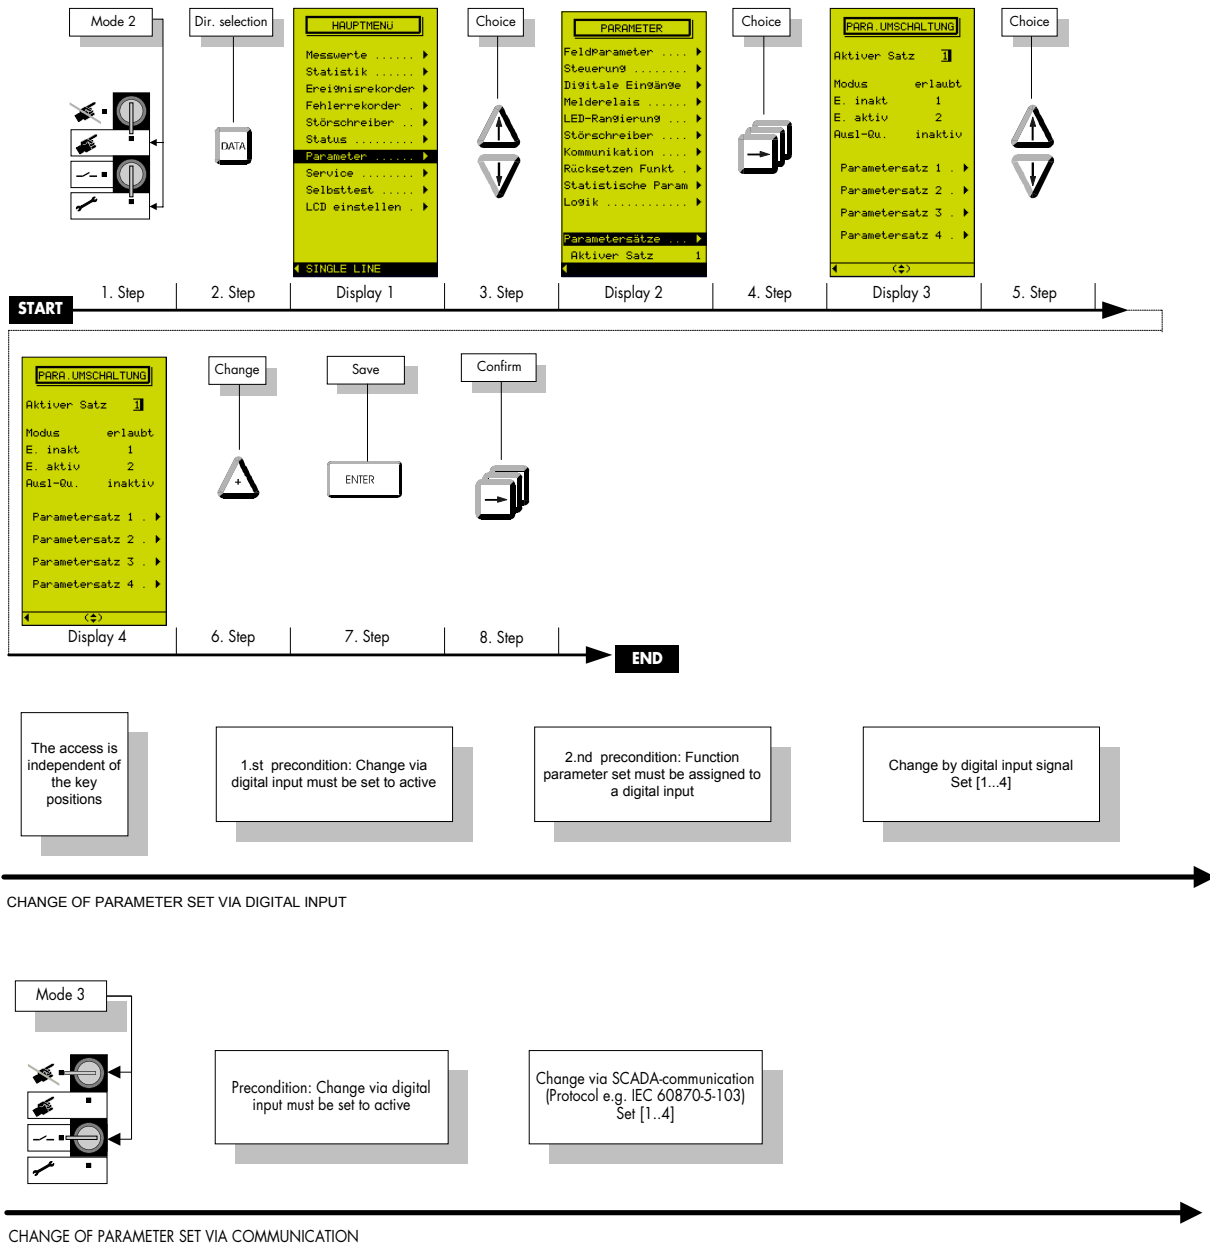 Mode 2
Dir. selection
DATA
HAUPTMENÜ
Messwerte ......
Statistik ......
Ereignisrekorder
Fehlerrekorder .
Störschreiber ..
Status .........
Parameter ......
Service ........
Selbsttest .....
LCD einstellen .
SINGLE LINE
Choice
PARAMETER
Feldparameter ....
Steuerung ........
Digitale Eingänge
Melderelais ......
LED-Rangierung ...
Störschreiber ....
Kommunikation ....
Rücksetzen Funkt .
Statistische Param
Logik ............
Parametersätze ...
Aktiver Satz 1
Choice
PARA.UMSCHALTUNG
Aktiver Satz 1
Modus erlaubt
E. inakt 1
E. aktiv 2
Ausl-Qu. inaktiv
Parametersatz 1 .
Parametersatz 2 .
Parametersatz 3 .
Parametersatz 4 .
Choice
START
1. Step
2. Step
Display 1
3. Step
Display 2
4. Step
Display 3
5. Step
PARA.UMSCHALTUNG
Aktiver Satz 1
Modus erlaubt
E. inakt 1
E. aktiv 2
Ausl-Qu. inaktiv
Parametersatz 1 .
Parametersatz 2 .
Parametersatz 3 .
Parametersatz 4 .
Change
+
Save
ENTER
Confirm
Display 4
6. Step
7. Step
8. Step
END
The access is
independent of
the key
positions
1.st precondition: Change via
digital input must be set to active
2.nd precondition: Function
parameter set must be assigned to
a digital input
Change by digital input signal
Set [1...4]
CHANGE OF PARAMETER SET VIA DIGITAL INPUT
Mode 3
Precondition: Change via digital
input must be set to active
Change via SCADA-communication
(Protocol e.g. IEC 60870-5-103)
Set [1..4]
CHANGE OF PARAMETER SET VIA COMMUNICATION